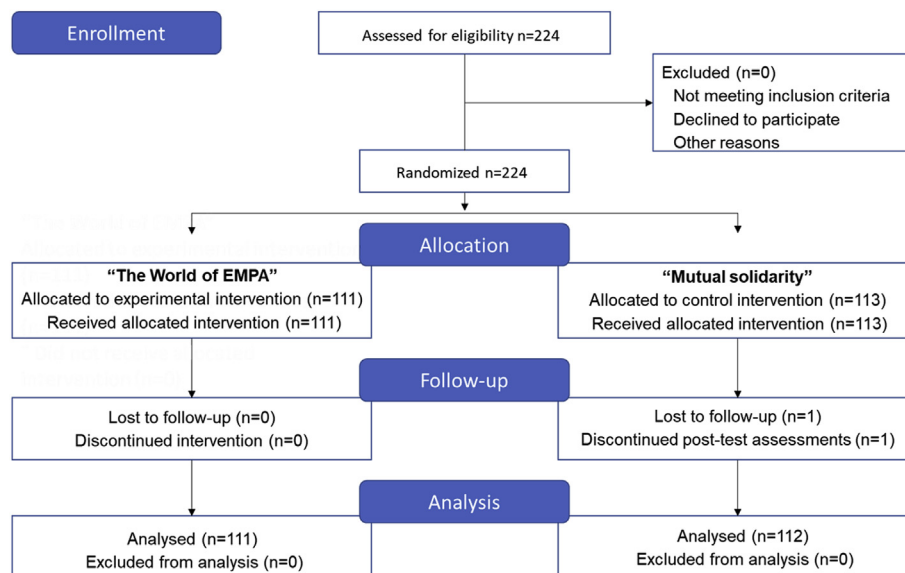 Enrollment
Assessed for eligibility n=224
Excluded (n=0)
Not meeting inclusion criteria
Declined to participate
Other reasons
Randomized n=224
Allocation
"The World of EMPA"
Allocated to experimental intervention (n=111)
Received allocated intervention (n=111)
"Mutual solidarity"
Allocated to control intervention (n=113)
Received allocated intervention (n=113)
Follow-up
Lost to follow-up (n=0)
Discontinued intervention (n=0)
Lost to follow-up (n=1)
Discontinued post-test assessments (n=1)
Analysis
Analysed (n=111)
Excluded from analysis (n=0)
Analysed (n=112)
Excluded from analysis (n=0)